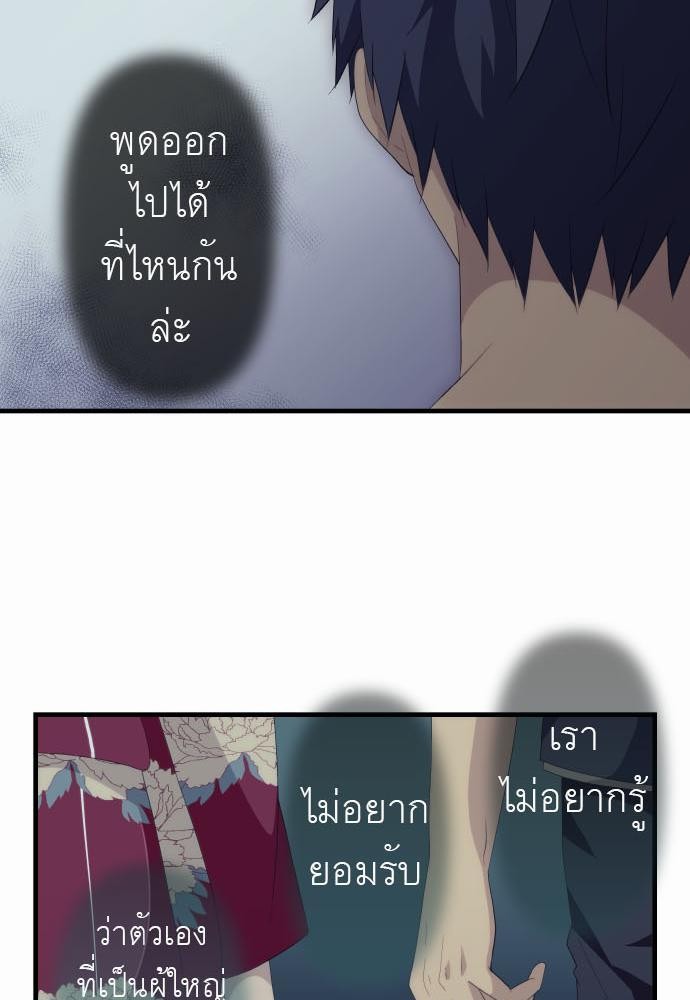 พูดออก
ไปได้
ที่ไหนกัน
ล่ะ
เรา
ไม่อยากรู้
ไม่อยาก
ยอมรับ
ว่าตัวเอง
ที่เป็นผู้ใหญ่